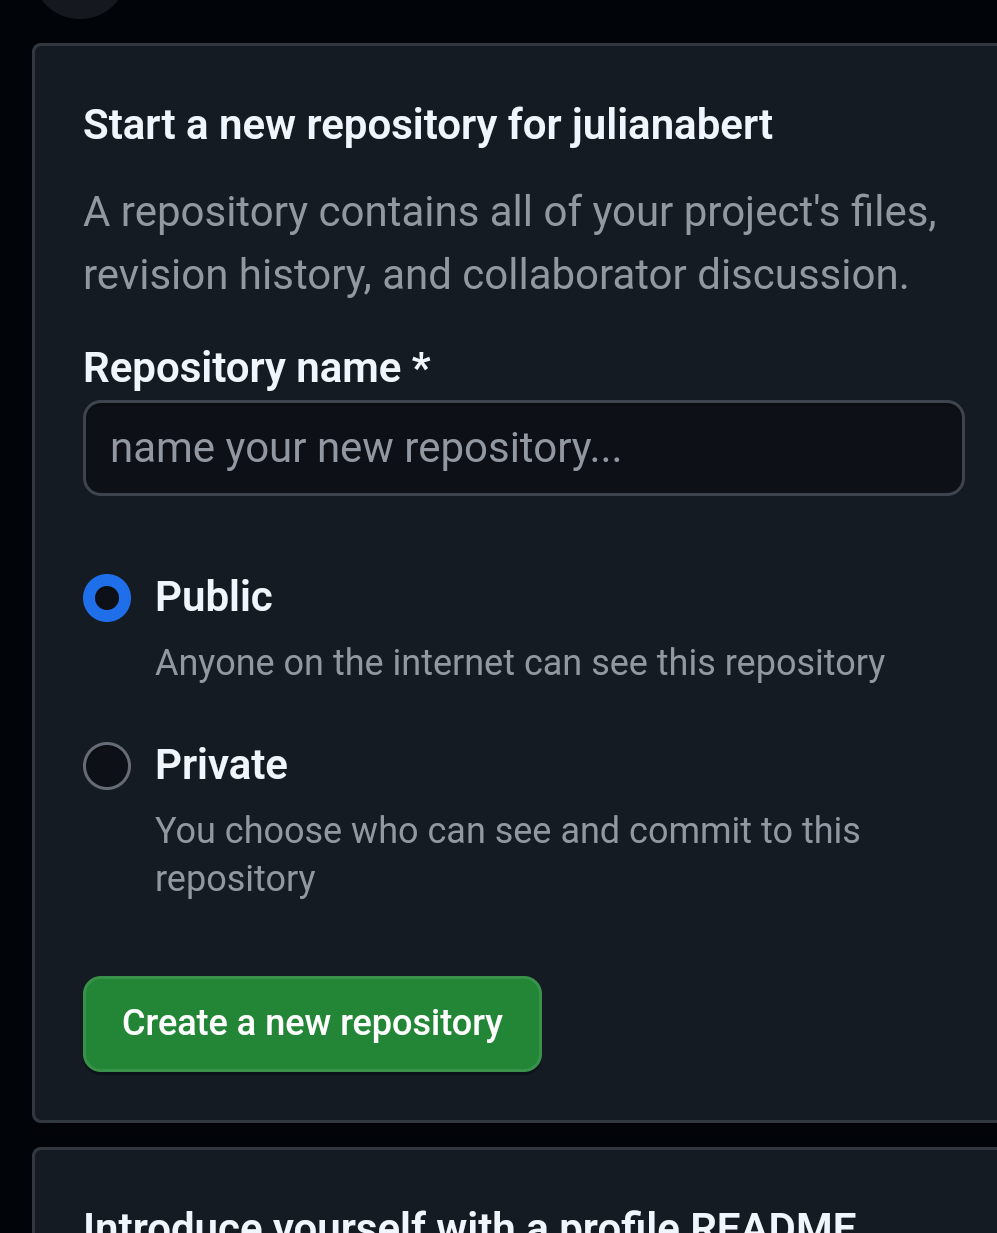 Start a new repository for julianabert
A repository contains all of your project's files,
revision history, and collaborator discussion.
Repository name *
name your new repository...
Public
Anyone on the internet can see this repository
Private
You choose who can see and commit to this
repository
Create a new repository
Introduce yourself with a profile README